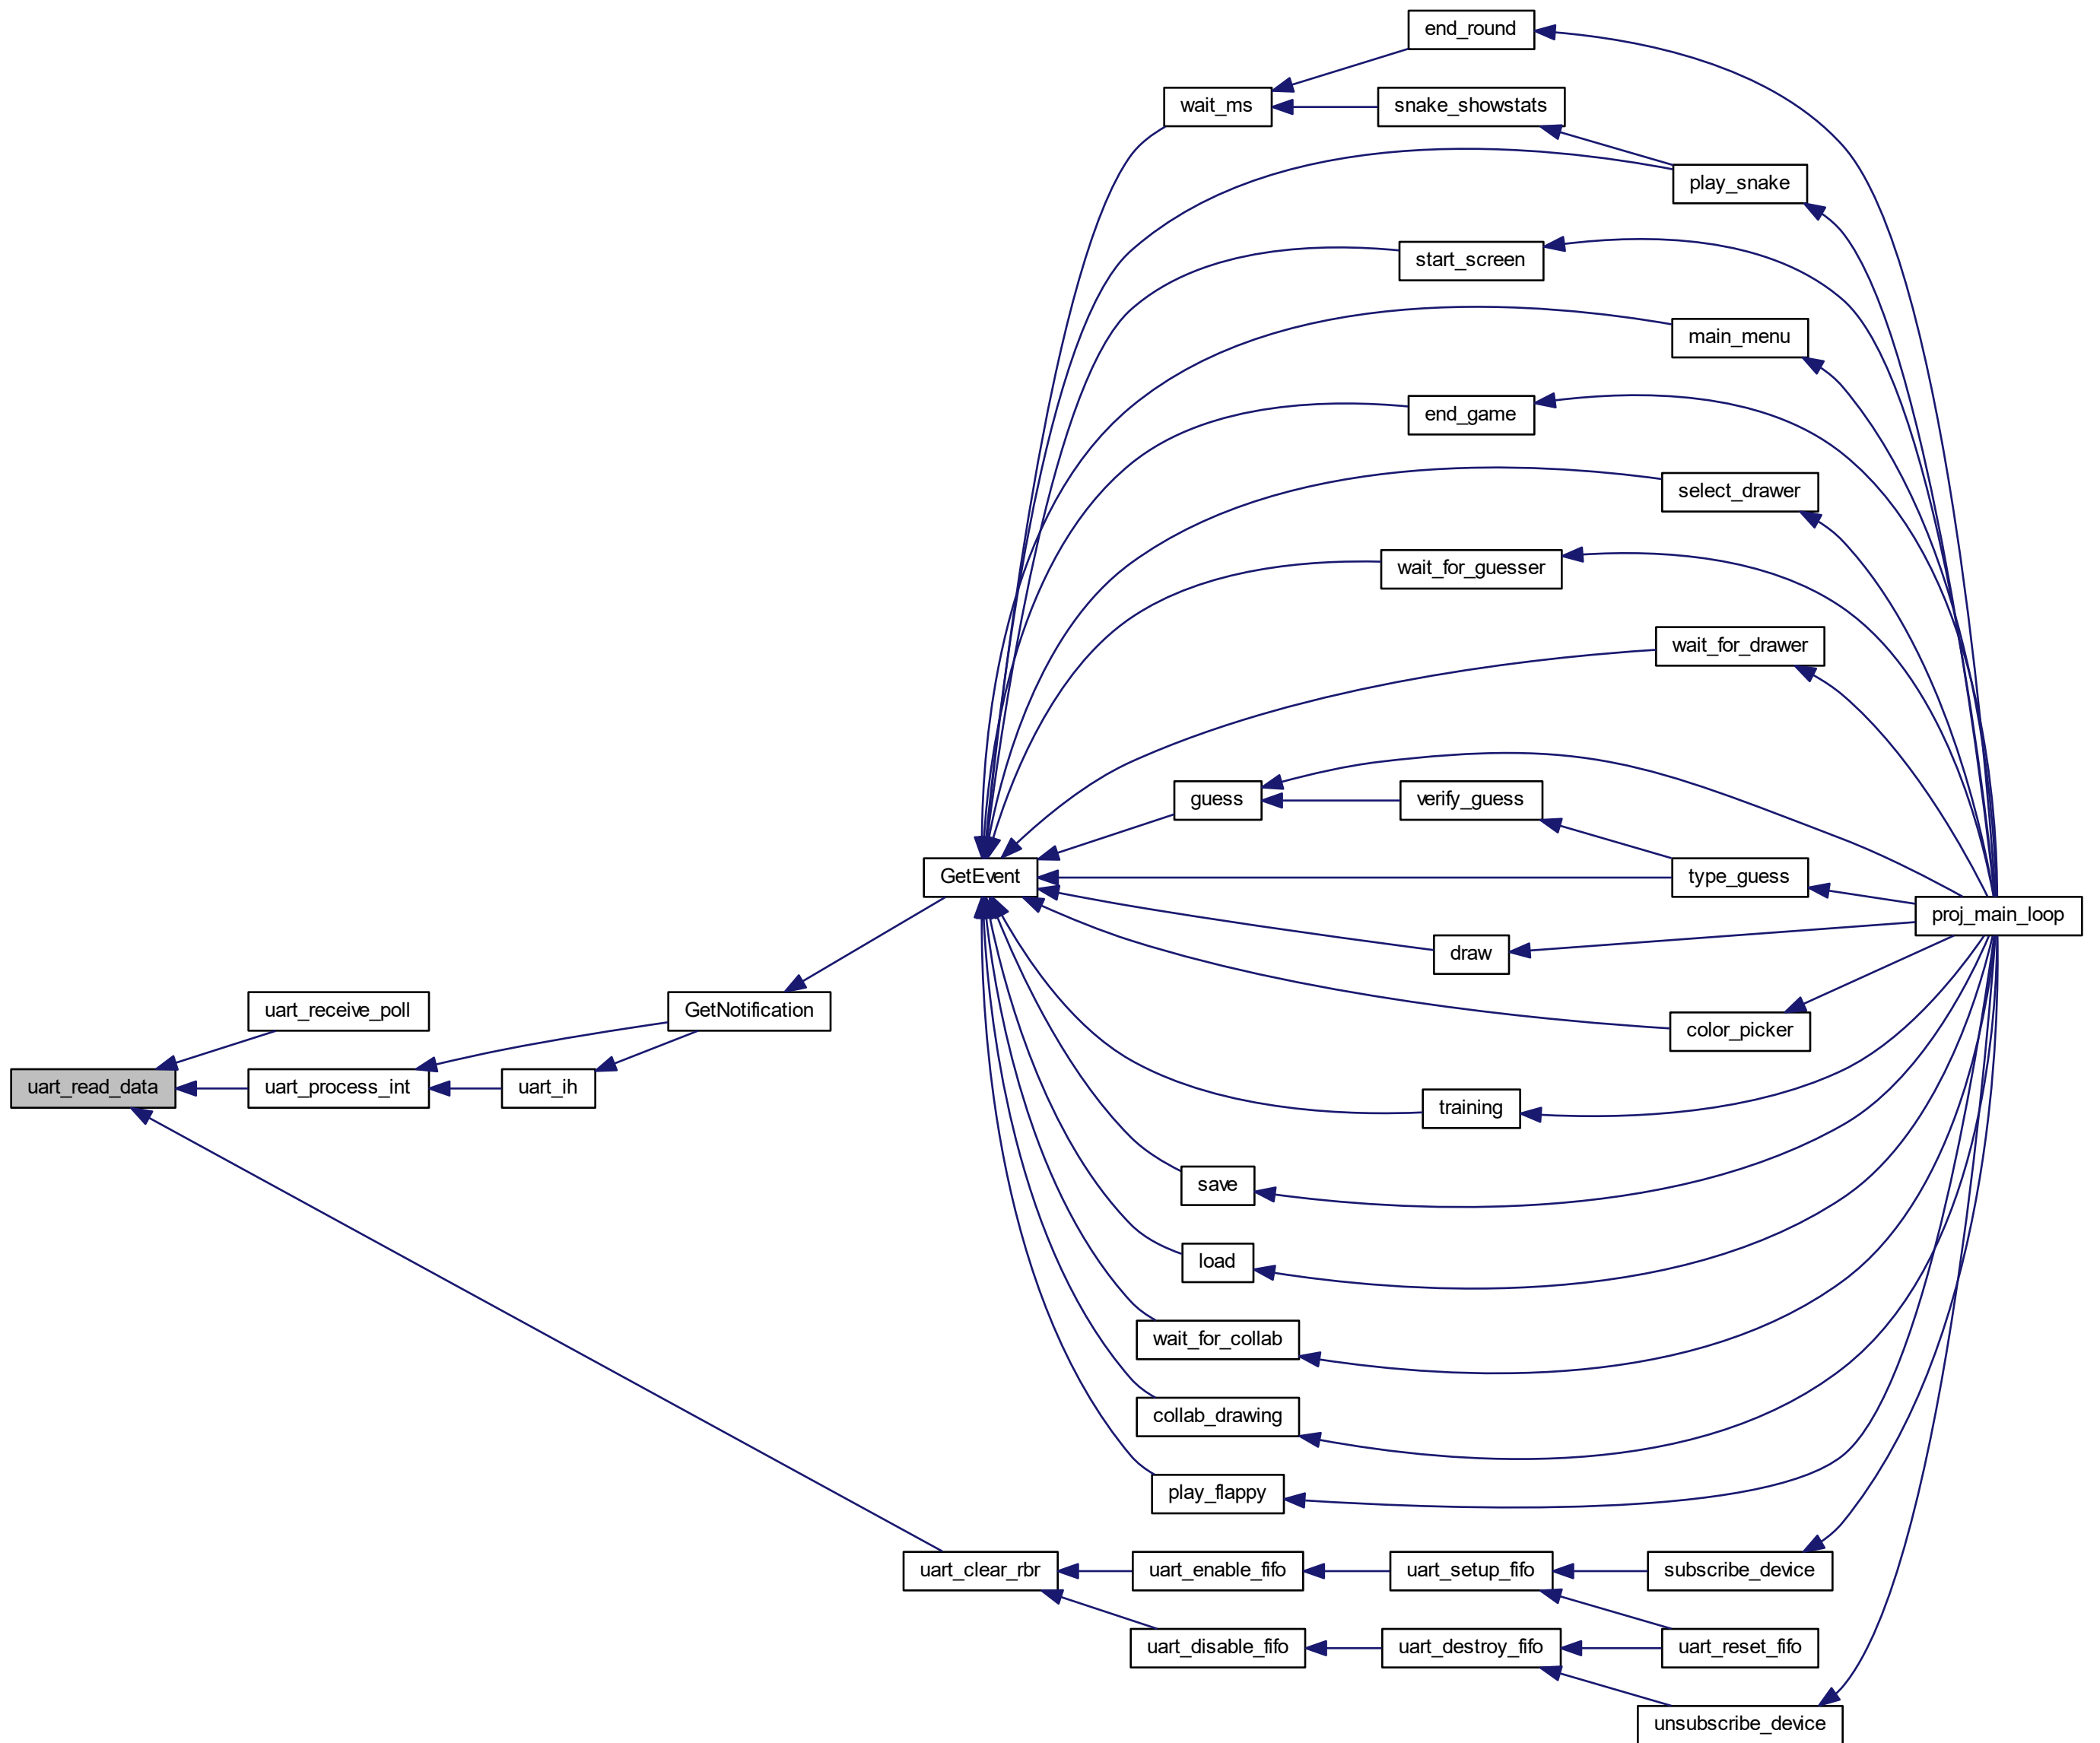 end_round
wait_ms
snake_showstats
play_snake
start_screen
main_menu
end_game
select_drawer
wait_for_guesser
wait_for_drawer
guess
verify_guess
GetEvent
type_guess
proj_main_loop
draw
uart_receive_poll
GetNotification
color_picker
uart_read_data
uart_process_int
uart_ih
training
save
load
wait_for_collab
collab_drawing
play_flappy
uart_clear_rbr
uart_enable_fifo
uart_setup_fifo
subscribe_device
uart_disable_fifo
uart_destroy_fifo
uart_reset_fifo
unsubscribe_device